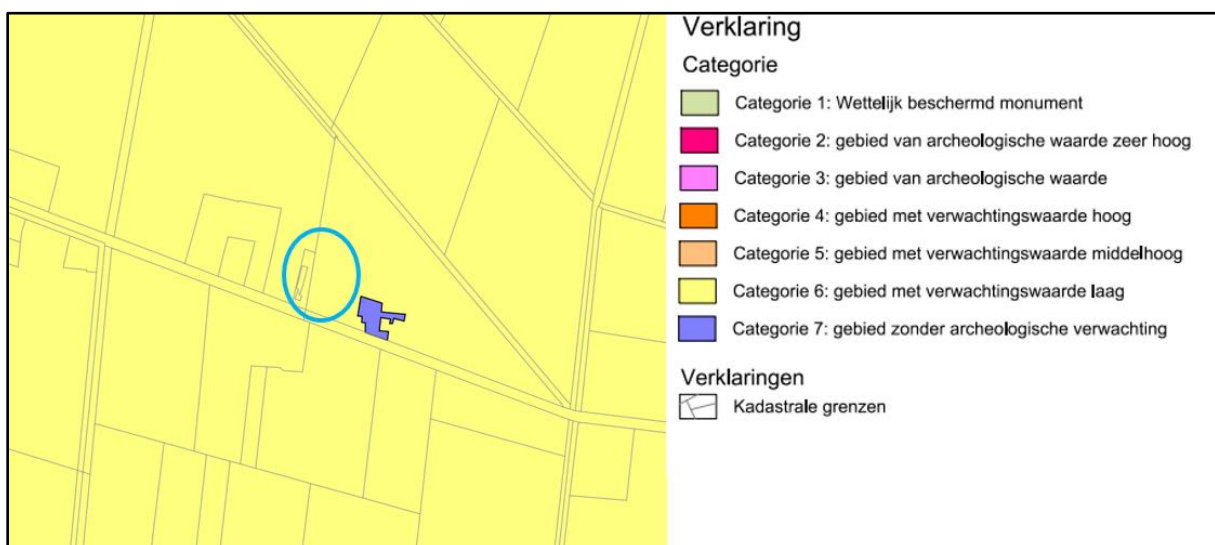 Verklaring
Categorie
Categorie 1: Wettelijk beschermd monument
Categorie 2: gebied van archeologische waarde zeer hoog
Categorie 3: gebied van archeologische waarde
Categorie 4: gebied met verwachtingswaarde hoog
Categorie 5: gebied met verwachtingswaarde middelhoog
Categorie 6: gebied met verwachtingswaarde laag
Categorie 7: gebied zonder archeologische verwachting
Verklaringen
Kadastrale grenzen